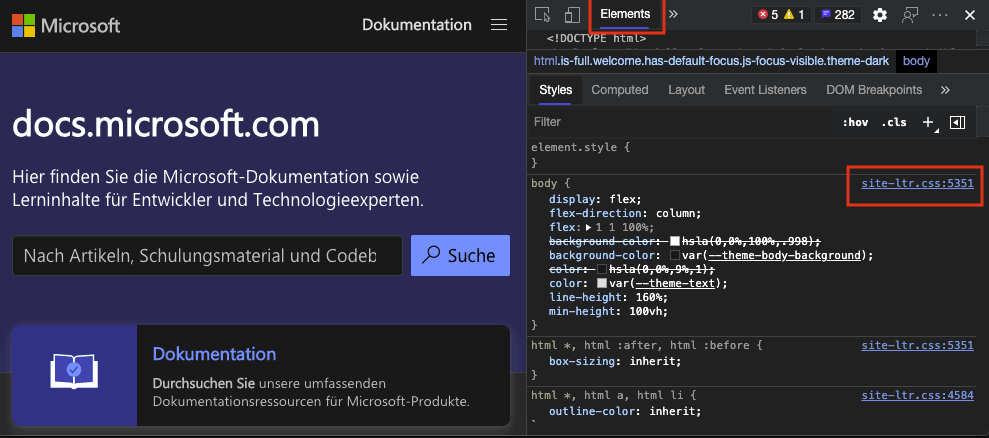 Microsoft
Dokumentation
docs.microsoft.com
Hier finden Sie die Microsoft-Dokumentation sowie
Lerninhalte für Entwickler und Technologieexperten.
Nach Artikeln, Schulungsmaterial und Codeb
Suche
Dokumentation
Durchsuchen Sie unsere umfassenden
Dokumentationsressourcen für Microsoft-Produkte.
Elements » 5 1 282
<!DOCTYPE html>
html.is-full.welcome.has-default-focus.js-focus-visible.theme-dark body
Styles Computed Layout Event Listeners DOM Breakpoints »
Filter :hov .cls +
element.style {
}
body { site-ltr.css:5351
display: flex;
flex-direction: column;
flex: 1 1 100%;
background-color: hsla(0,0%,100%,.998);
background-color: var(--theme-body-background);
color: hsla(0,0%,9%,1);
color: var(--theme-text);
line-height: 160%;
min-height: 100vh;
}
html *, html :after, html :before { site-ltr.css:5351
box-sizing: inherit;
}
html *, html a, html li { site-ltr.css:4584
outline-color: inherit;